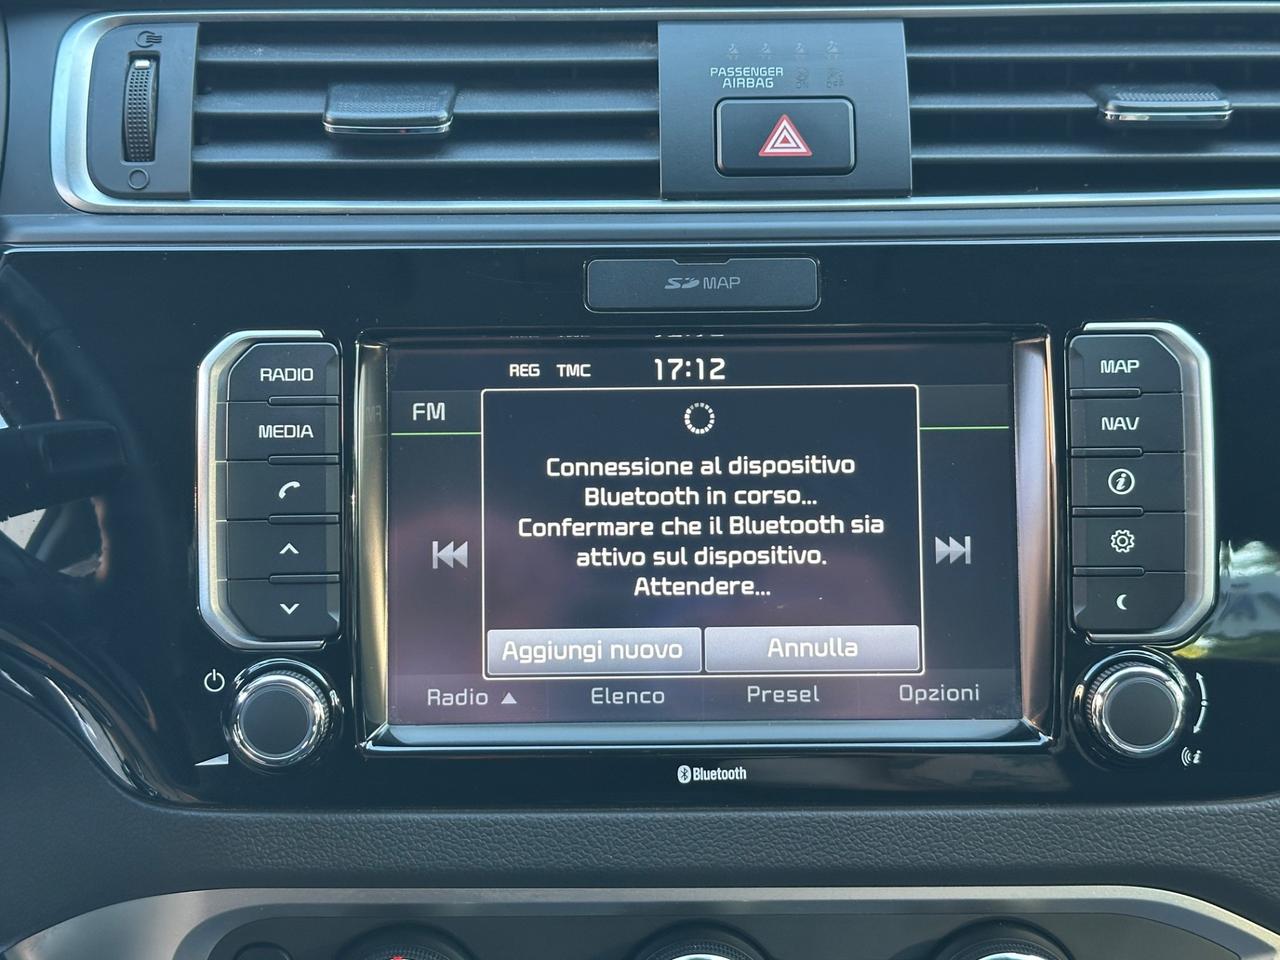 PASSENGER
AIRBAG
SD MAP
RADIO
MEDIA
MAP
NAV
REG TMC 17:12
FM
Connessione al dispositivo
Bluetooth in corso...
Confermare che il Bluetooth sia
attivo sul dispositivo.
Attendere...
Aggiungi nuovo
Annulla
Radio ▲ Elenco Presel Opzioni
Bluetooth